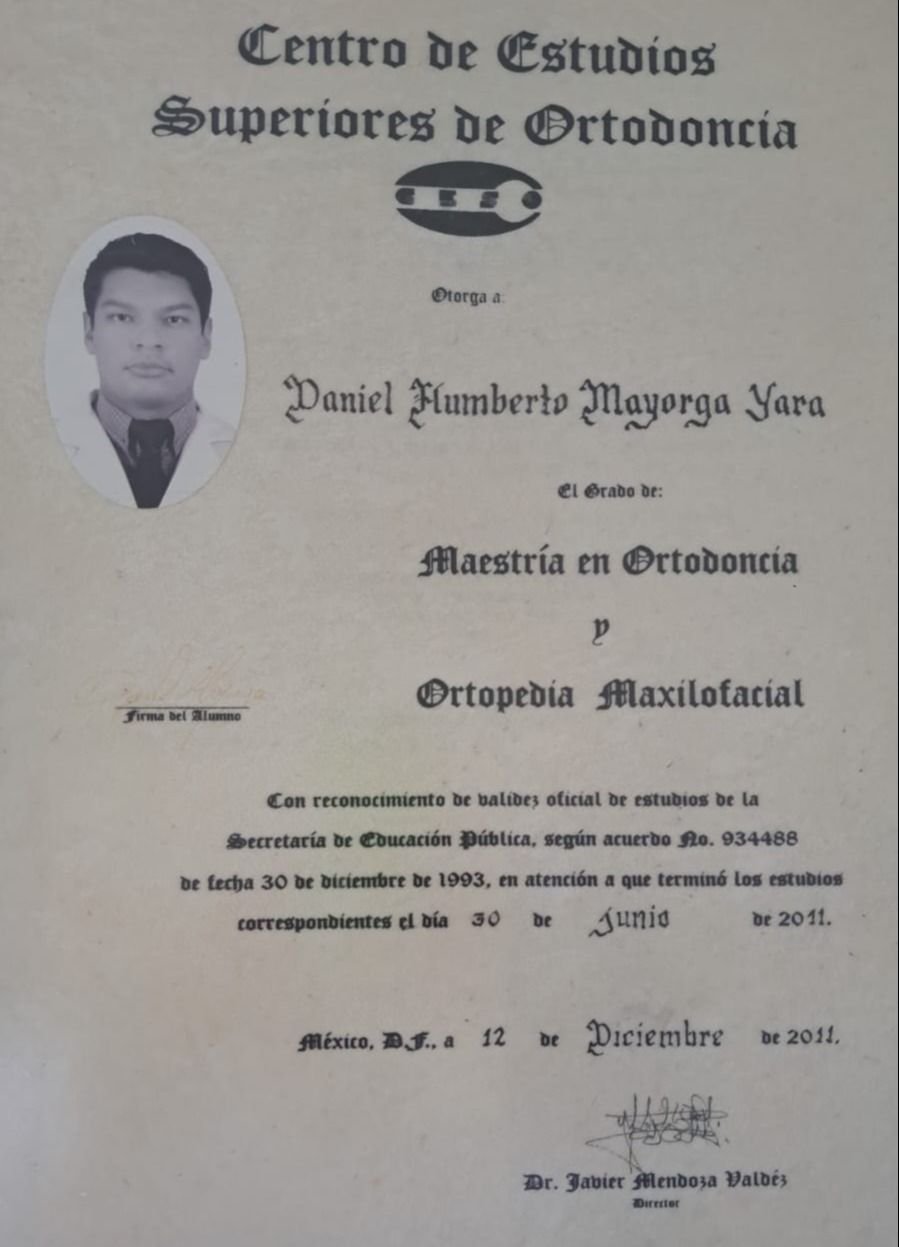 Centro de Estudios
Superiores de Ortodoncia
CESO
Otorga a:
Daniel Humberto Mayorga Yara
El Grado de:
Maestría en Ortodoncia
y
Ortopedia Maxilofacial
Firma del Alumno
Con reconocimiento de validez oficial de estudios de la
Secretaría de Educación Pública, según acuerdo No. 934488
de fecha 30 de diciembre de 1993, en atención a que terminó los estudios
correspondientes el día 30 de Junio de 2011.
México, D.F., a 12 de Diciembre de 2011.
Dr. Javier Mendoza Valdéz
Director